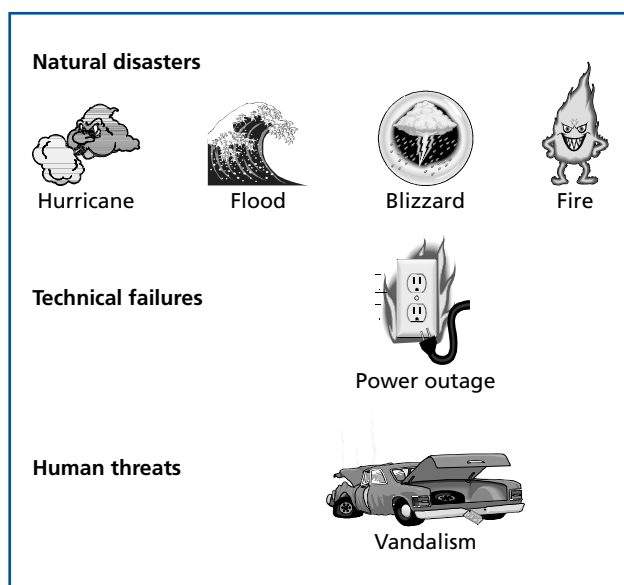 Natural disasters
Hurricane
Flood
Blizzard
Fire
Technical failures
Power outage
Human threats
Vandalism